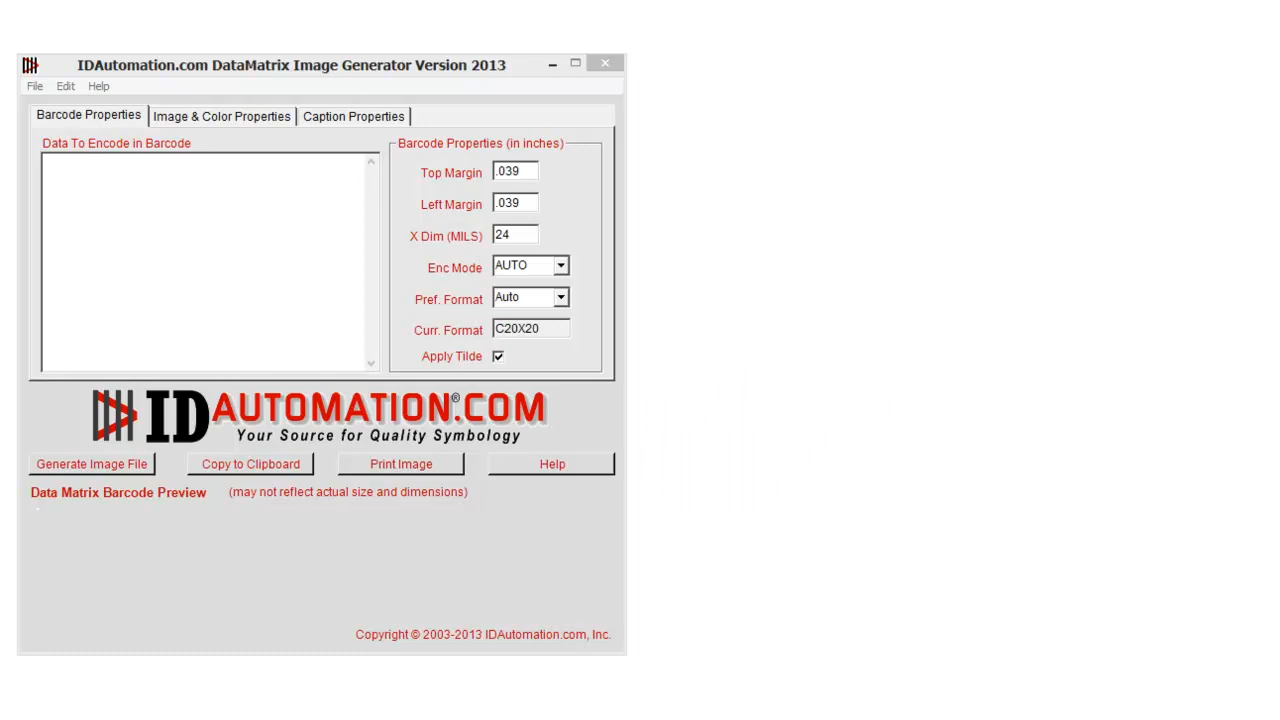 IDAutomation.com DataMatrix Image Generator Version 2013
File Edit Help
Barcode Properties Image & Color Properties Caption Properties
Data To Encode in Barcode
Barcode Properties (in inches)
Top Margin .039
Left Margin .039
X Dim (MILS) 24
Enc Mode AUTO
Pref. Format Auto
Curr. Format C20X20
Apply Tilde
IDAUTOMATION.COM®
Your Source for Quality Symbology
Generate Image File Copy to Clipboard Print Image Help
Data Matrix Barcode Preview (may not reflect actual size and dimensions)
Copyright © 2003-2013 IDAutomation.com, Inc.